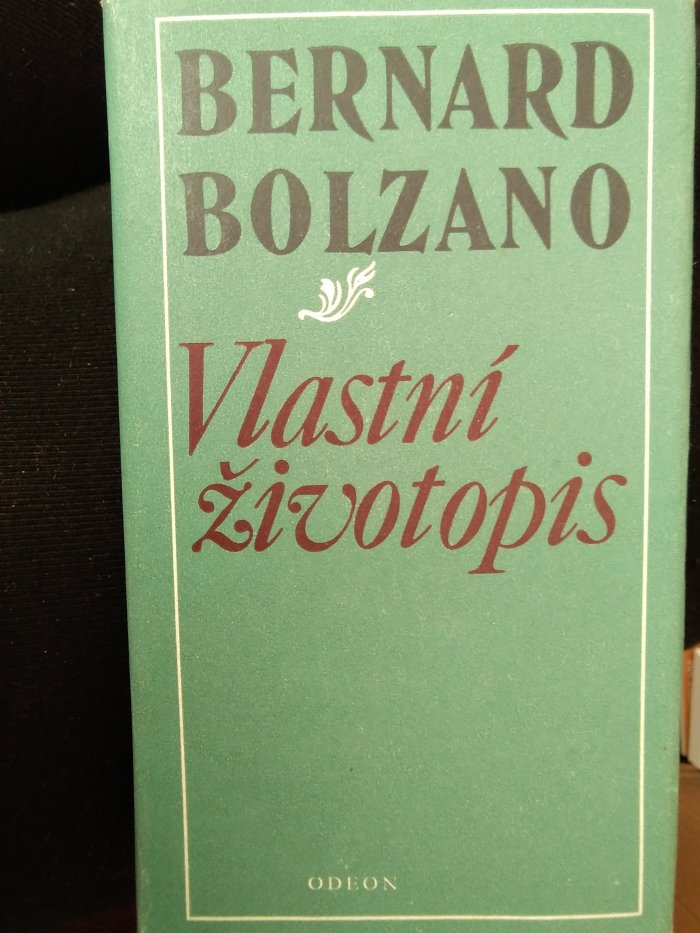 BERNARD
BOLZANO
Vlastní
životopis
ODEON